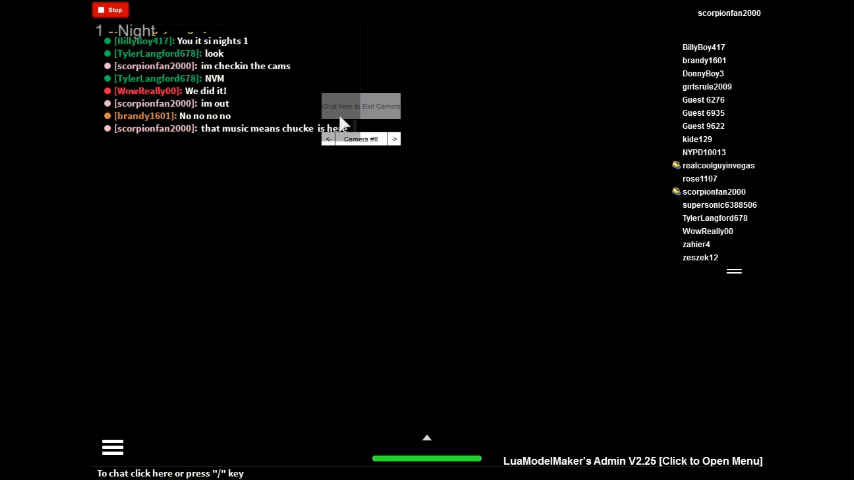 Stop
scorpionfan2000
1 - Night
[BillyBoy417]: You it si nights 1
[TylerLangford678]: look
[scorpionfan2000]: im checkin the cams
[TylerLangford678]: NVM
[WowReally00]: We did it!
[scorpionfan2000]: im out
[brandy1601]: No no no no
[scorpionfan2000]: that music means chucke is here
Click here to Exit Camera
<- Camera #8 ->
BillyBoy417
brandy1601
DonnyBoy3
girlsrule2009
Guest 6276
Guest 6935
Guest 9622
kide129
NYPD10013
realcoolguyinvegas
rose1107
scorpionfan2000
supersonic6388506
TylerLangford678
WowReally00
zahier4
zeszek12
LuaModelMaker's Admin V2.25 [Click to Open Menu]
To chat click here or press "/" key